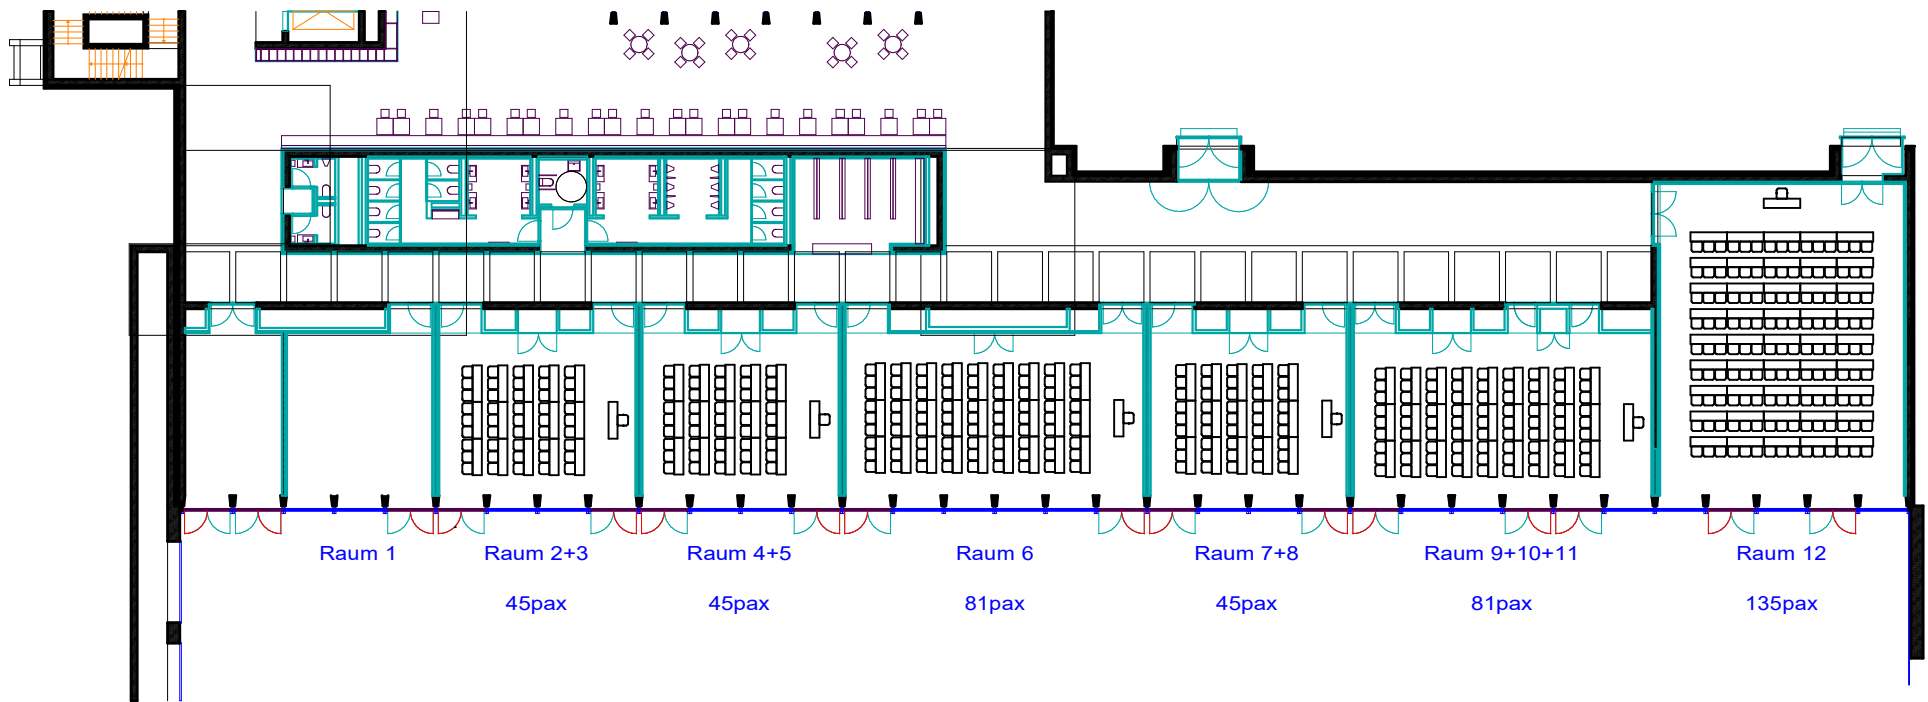 Raum 1 Raum 2+3 Raum 4+5 Raum 6 Raum 7+8 Raum 9+10+11 Raum 12
45pax 45pax 81pax 45pax 81pax 135pax